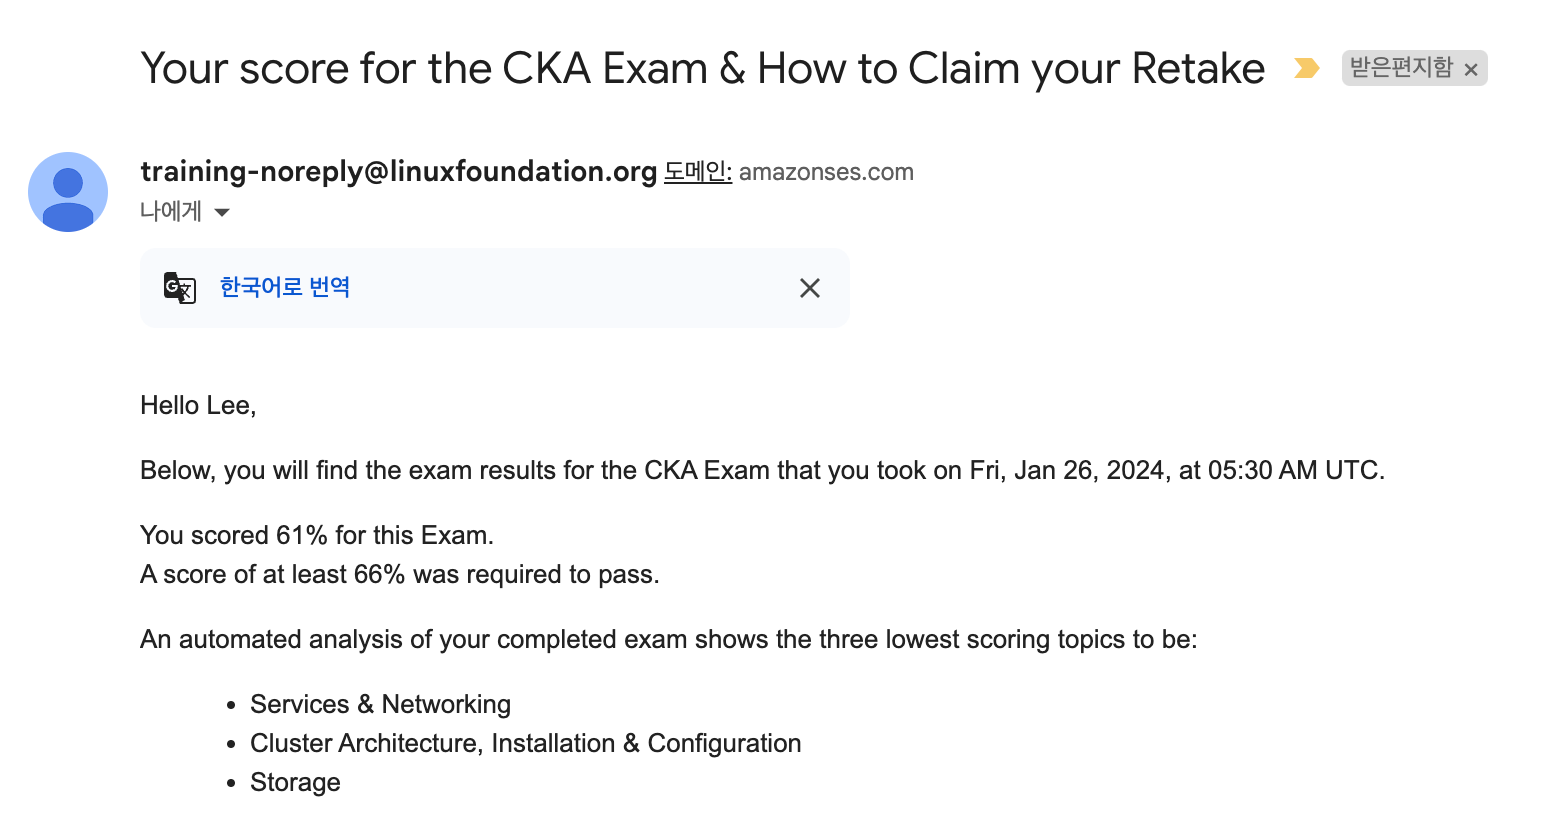 Your score for the CKA Exam & How to Claim your Retake 받은편지함 ×
training-noreply@linuxfoundation.org 도메인: amazonses.com
나에게
한국어로 번역
Hello Lee,
Below, you will find the exam results for the CKA Exam that you took on Fri, Jan 26, 2024, at 05:30 AM UTC.
You scored 61% for this Exam.
A score of at least 66% was required to pass.
An automated analysis of your completed exam shows the three lowest scoring topics to be:
• Services & Networking
• Cluster Architecture, Installation & Configuration
• Storage